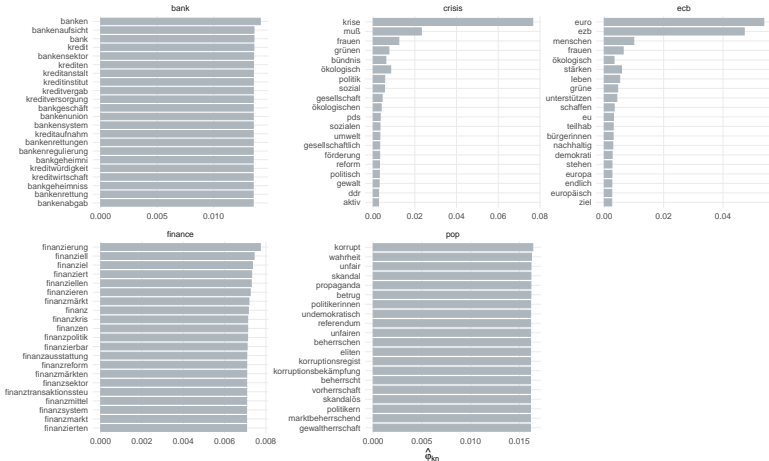 bank
banken
bankenaufsicht
bank
kredit
bankensektor
krediten
kreditanstalt
kreditinstitut
kreditvergab
kreditversorgung
bankgeschäft
bankenunion
bankensystem
kreditaufnahm
bankenrettungen
bankenregulierung
bankgeheimni
kreditwürdigkeit
kreditwirtschaft
bankgeheimniss
bankenrettung
bankenabgab
0.000 0.005 0.010
crisis
krise
muß
frauen
grünen
bündnis
ökologisch
politik
sozial
gesellschaft
ökologischen
pds
sozialen
umwelt
gesellschaftlich
förderung
reform
politisch
gewalt
ddr
aktiv
0.00 0.02 0.04 0.06 0.08
ecb
euro
ezb
menschen
frauen
ökologisch
stärken
leben
grüne
unterstützen
schaffen
eu
teilhab
bürgerinnen
nachhaltig
demokrati
stehen
europa
endlich
europäisch
ziel
0.00 0.02 0.04
finance
finanzierung
finanziell
finanziel
finanziert
finanziellen
finanzieren
finanzmärkt
finanz
finanzkris
finanzen
finanzpolitik
finanzierbar
finanzausstattung
finanzreform
finanzmärkten
finanzsektor
finanztransaktionssteu
finanzmittel
finanzsystem
finanzmarkt
finanzierten
0.000 0.002 0.004 0.006 0.008
pop
korrupt
wahrheit
unfair
skandal
propaganda
betrug
politikerinnen
undemokratisch
referendum
unfairen
beherrschen
eliten
korruptionsregist
korruptionsbekämpfung
beherrscht
vorherrschaft
skandalös
politikern
marktbeherrschend
gewaltherrschaft
0.000 0.005 0.010 0.015
φ̂kn